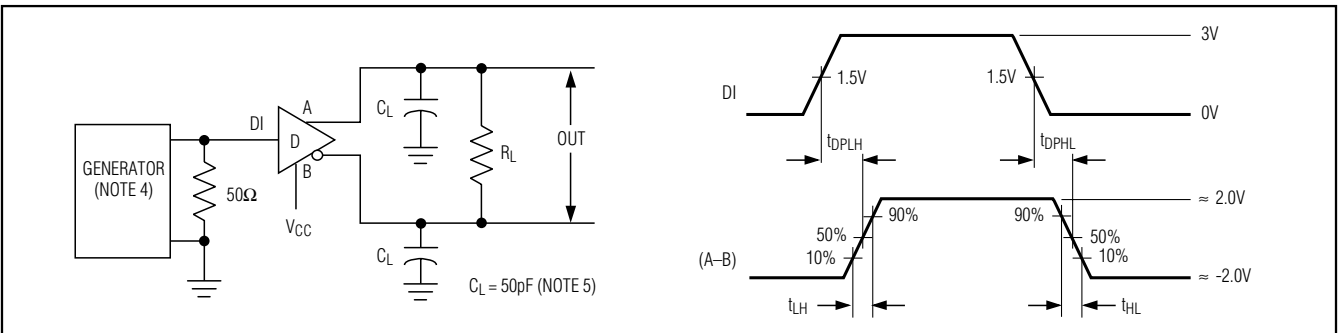 GENERATOR
(NOTE 4)
50Ω
DI
D
A
B
VCC
CL
CL
RL
OUT
CL = 50pF (NOTE 5)
DI
1.5V
1.5V
3V
0V
tDPLH
tDPHL
(A–B)
90%
50%
10%
90%
50%
10%
≈ 2.0V
≈ -2.0V
tLH
tHL